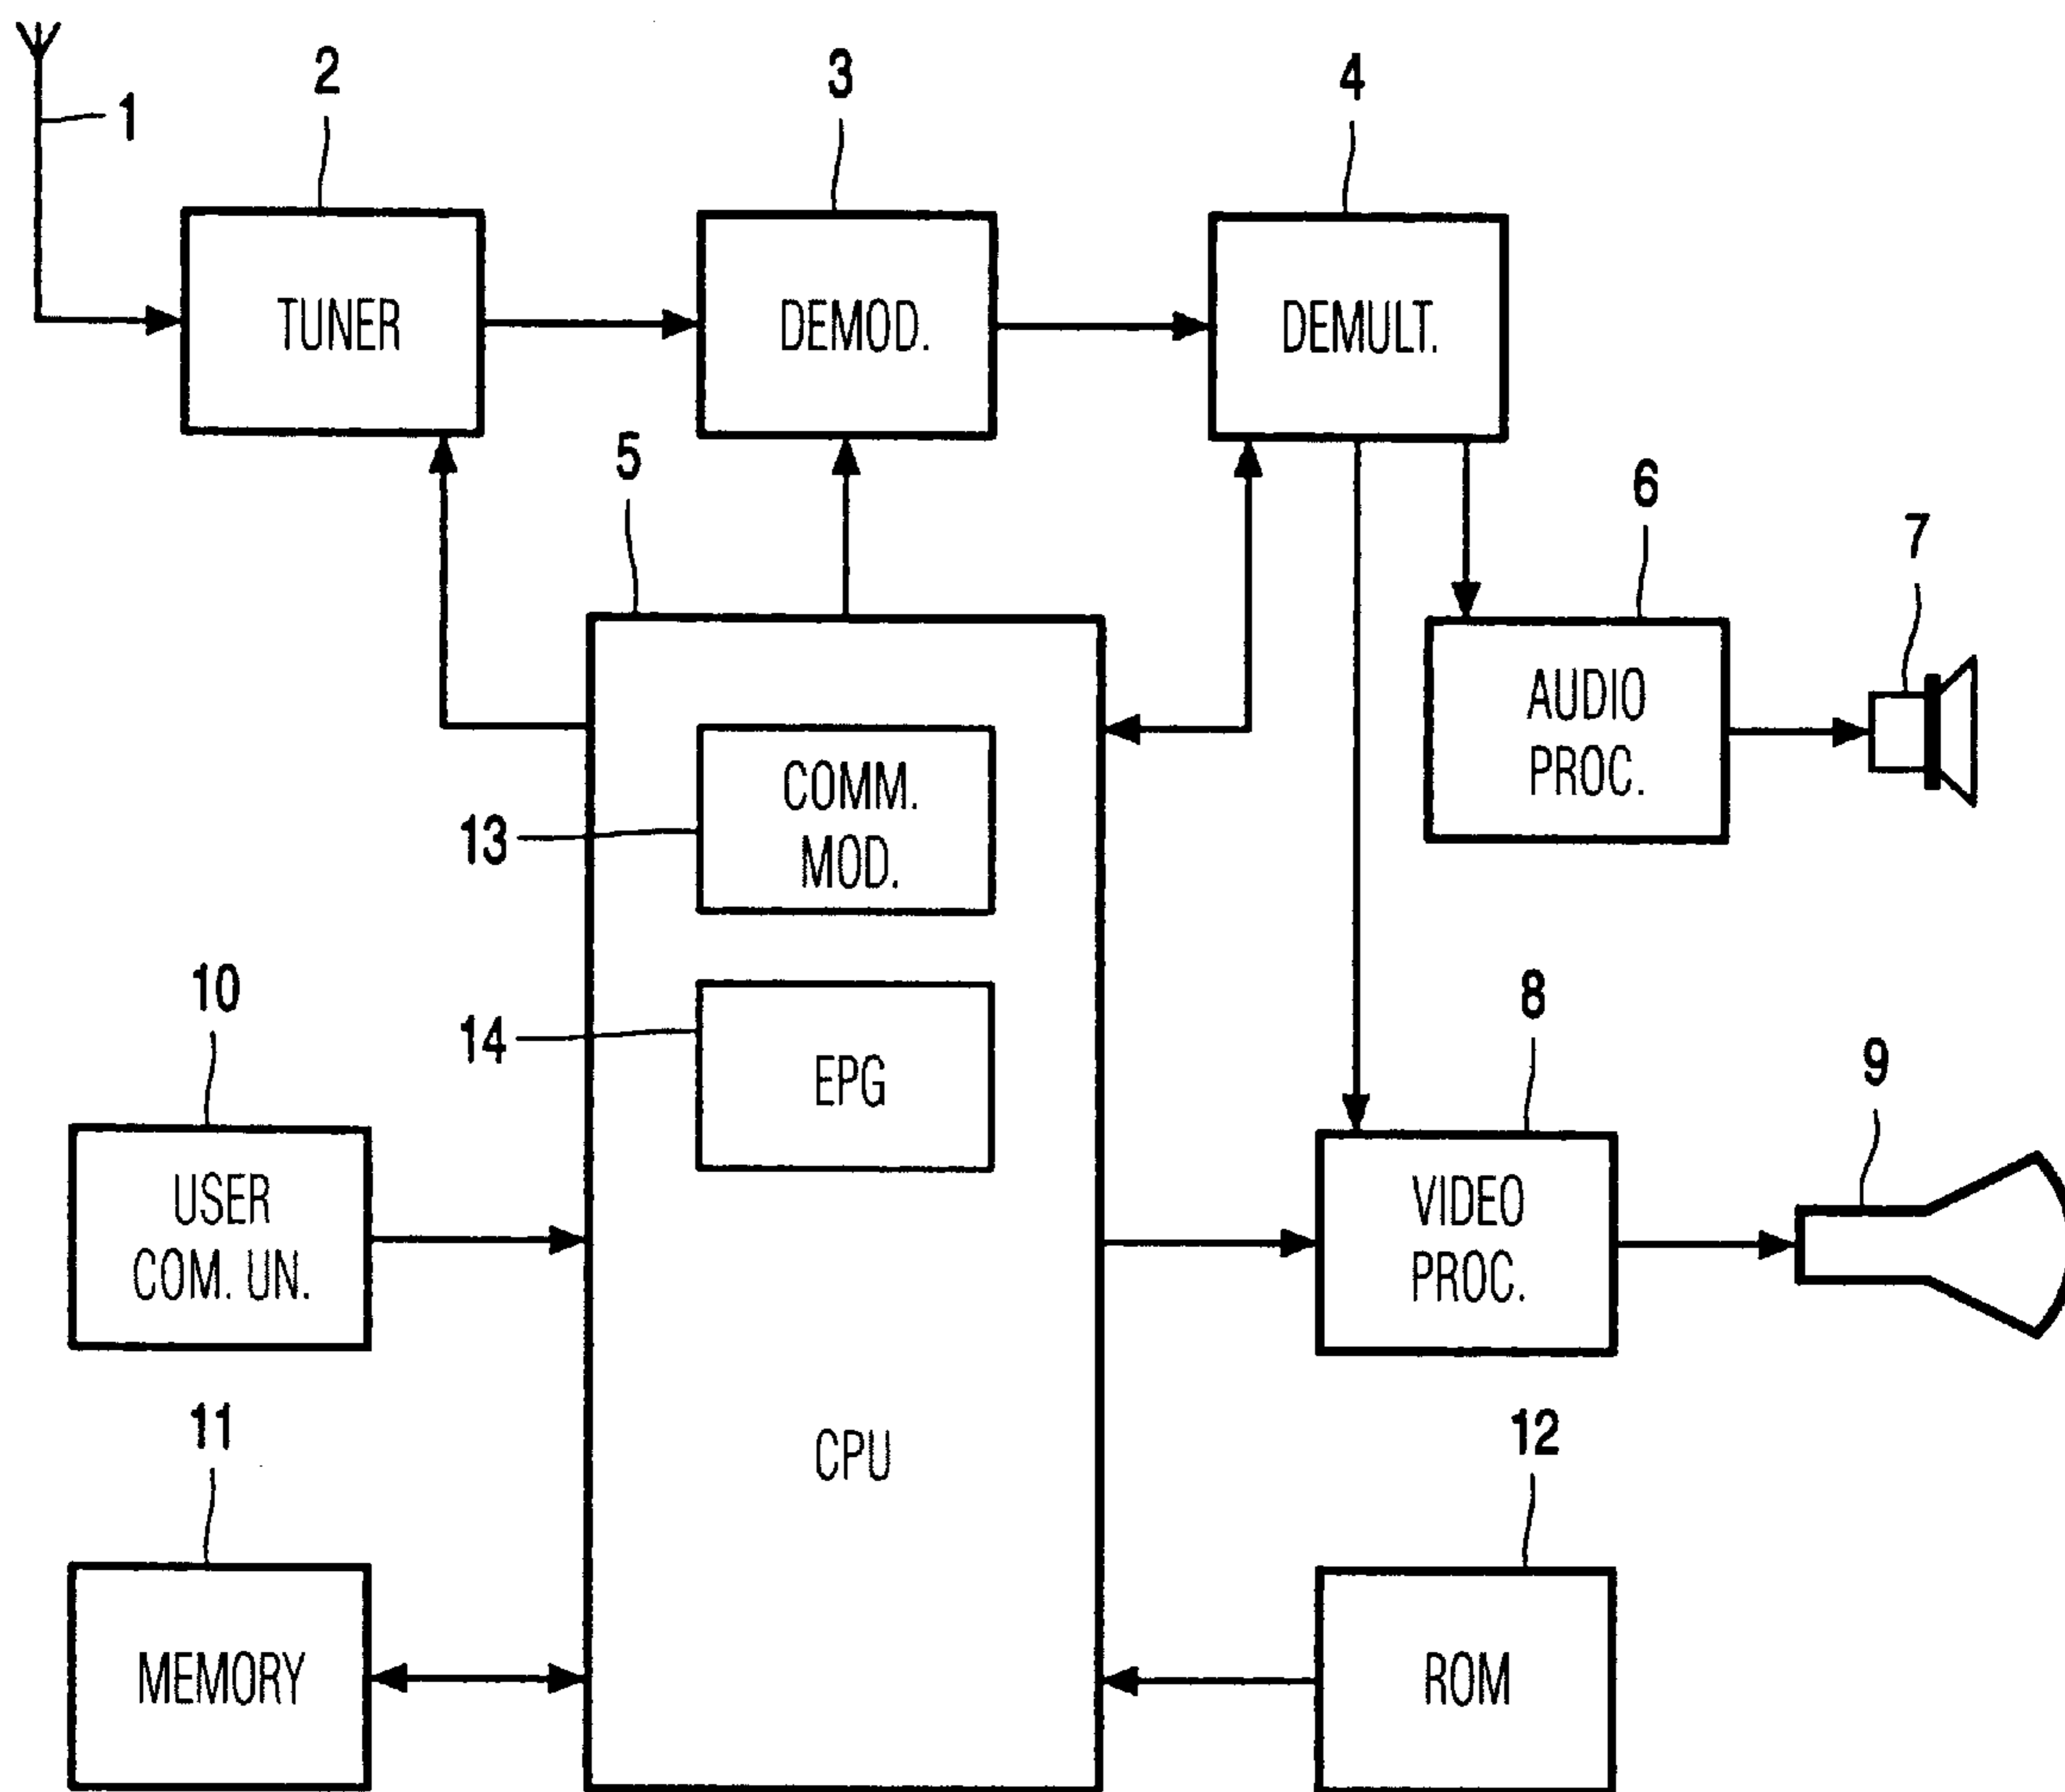 2
3
4
1
TUNER
DEMOD.
DEMULT.
5
6
7
AUDIO
PROC.
COMM.
MOD.
13
10
14
EPG
8
9
USER
COM. UN.
VIDEO
PROC.
11
CPU
12
MEMORY
ROM